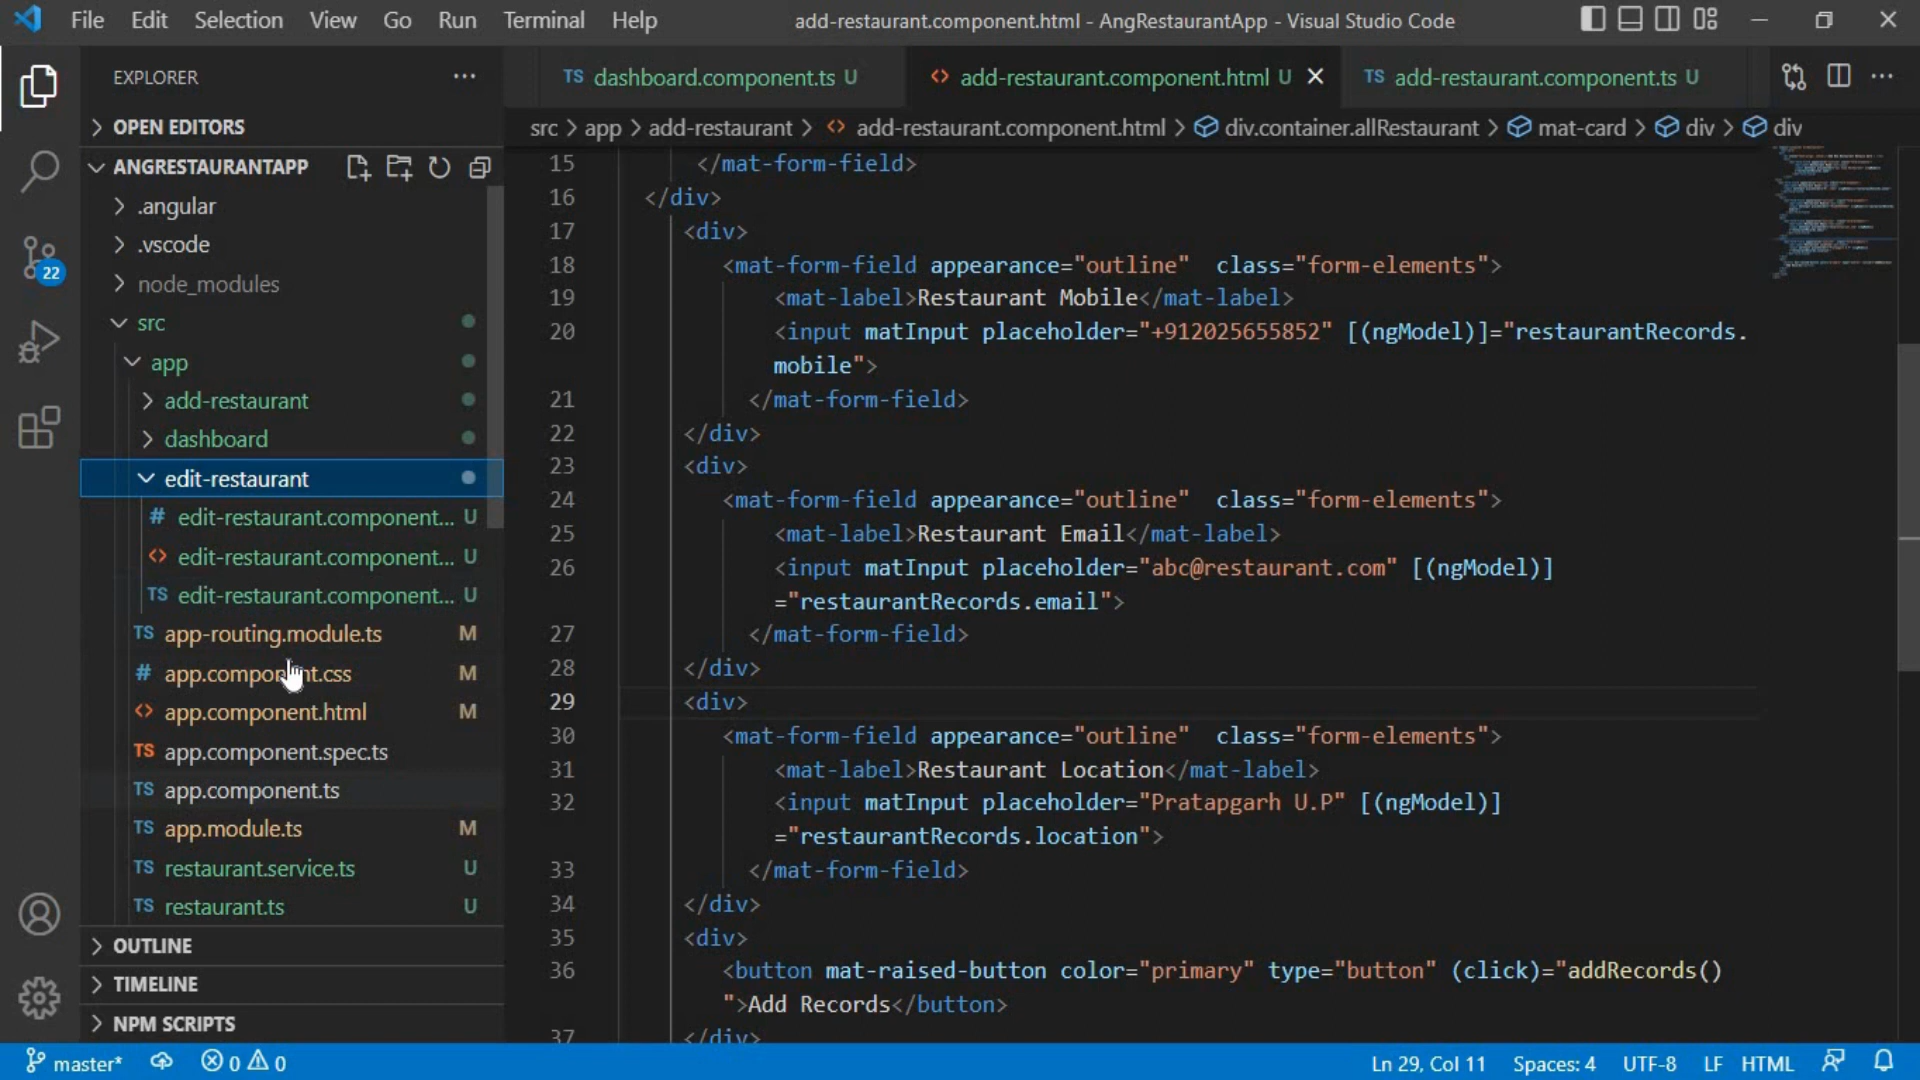 File Edit Selection View Go Run Terminal Help
add-restaurant.component.html - AngRestaurantApp - Visual Studio Code
EXPLORER
OPEN EDITORS
ANGRESTAURANTAPP
.angular
.vscode
node_modules
src
app
add-restaurant
dashboard
edit-restaurant
# edit-restaurant.component... U
<> edit-restaurant.component... U
TS edit-restaurant.component... U
TS app-routing.module.ts M
# app.component.css M
<> app.component.html M
TS app.component.spec.ts
TS app.component.ts
TS app.module.ts M
TS restaurant.service.ts U
TS restaurant.ts U
OUTLINE
TIMELINE
NPM SCRIPTS
22
TS dashboard.component.ts U
<> add-restaurant.component.html U
TS add-restaurant.component.ts U
src > app > add-restaurant > <> add-restaurant.component.html > div.container.allRestaurant > mat-card > div > div
15 </mat-form-field>
16 </div>
17 <div>
18 <mat-form-field appearance="outline"  class="form-elements">
19 <mat-label>Restaurant Mobile</mat-label>
20 <input matInput placeholder="+912025655852" [(ngModel)]="restaurantRecords.
mobile">
21 </mat-form-field>
22 </div>
23 <div>
24 <mat-form-field appearance="outline"  class="form-elements">
25 <mat-label>Restaurant Email</mat-label>
26 <input matInput placeholder="abc@restaurant.com" [(ngModel)]
="restaurantRecords.email">
27 </mat-form-field>
28 </div>
29 <div>
30 <mat-form-field appearance="outline"  class="form-elements">
31 <mat-label>Restaurant Location</mat-label>
32 <input matInput placeholder="Pratapgarh U.P" [(ngModel)]
="restaurantRecords.location">
33 </mat-form-field>
34 </div>
35 <div>
36 <button mat-raised-button color="primary" type="button" (click)="addRecords()
">Add Records</button>
37 </div>
master* 0 0
Ln 29, Col 11 Spaces: 4 UTF-8 LF HTML